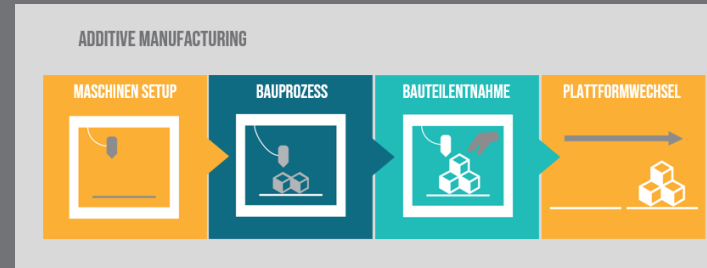 ADDITIVE MANUFACTURING
MASCHINEN SETUP
BAUPROZESS
BAUTEILENTNAHME
PLATTFORMWECHSEL